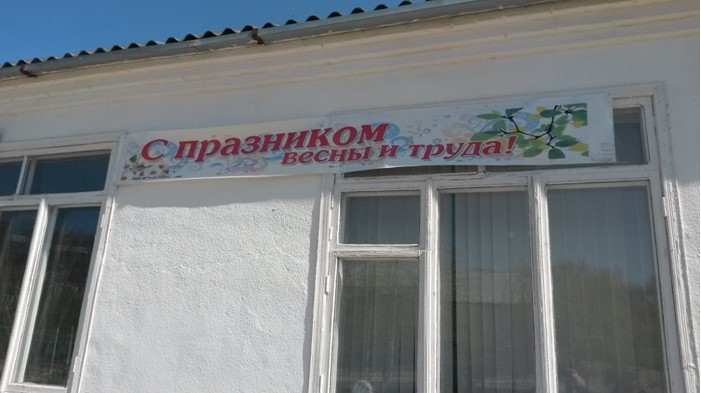 С празником
весны и труда!